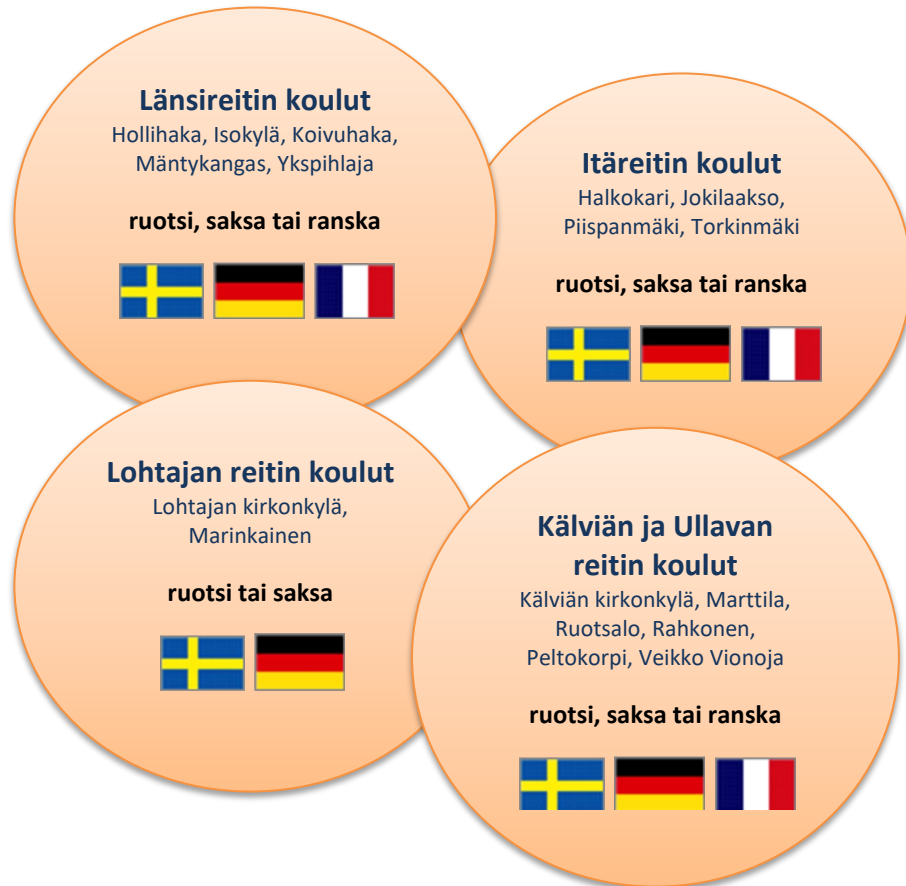 Länsireitin koulut
Hollihaka, Isokylä, Koivuhaka,
Mäntykangas, Ykspihlaja
ruotsi, saksa tai ranska
Itäreitin koulut
Halkokari, Jokilaakso,
Piispanmäki, Torkinmäki
ruotsi, saksa tai ranska
Lohtajan reitin koulut
Lohtajan kirkonkylä,
Marinkainen
ruotsi tai saksa
Kälviän ja Ullavan
reitin koulut
Kälviän kirkonkylä, Marttila,
Ruotsalo, Rahkonen,
Peltokorpi, Veikko Vionoja
ruotsi, saksa tai ranska